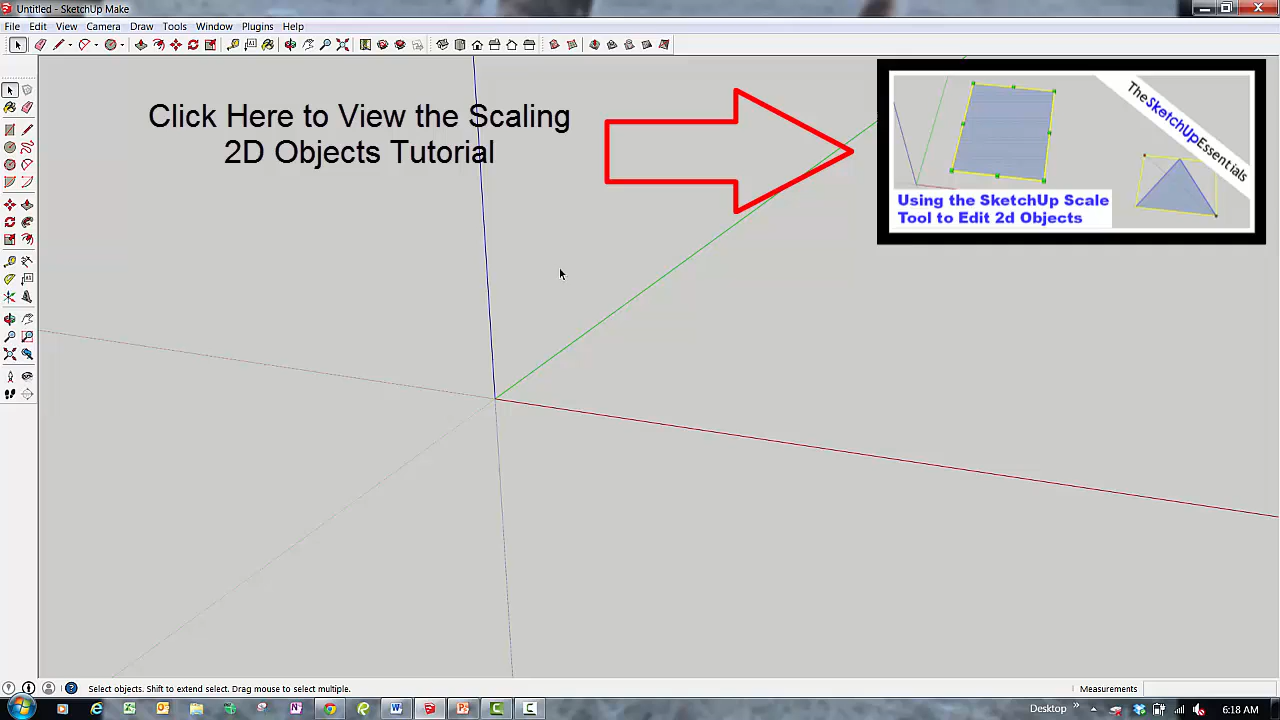 Untitled - SketchUp Make
File Edit View Camera Draw Tools Window Plugins Help
Click Here to View the Scaling
2D Objects Tutorial
TheSketchUpEssentials
Using the SketchUp Scale
Tool to Edit 2d Objects
Select objects. Shift to extend select. Drag mouse to select multiple.
Measurements
Desktop
6:18 AM